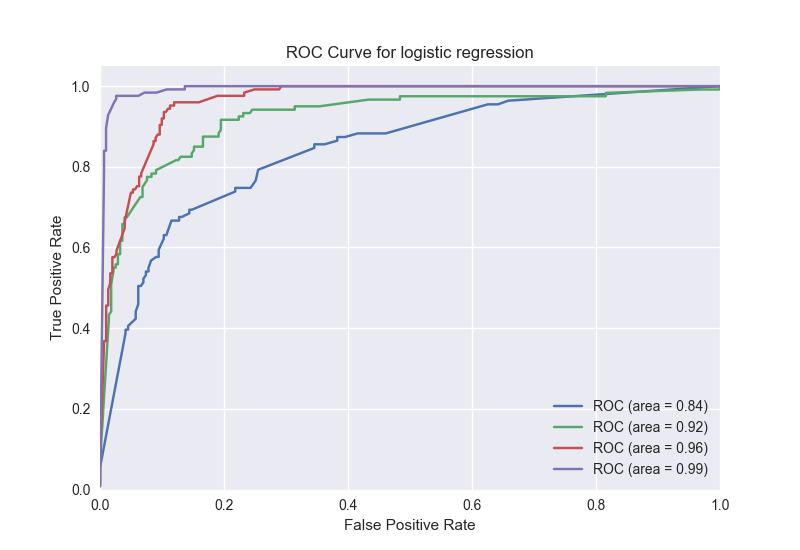 ROC Curve for logistic regression
1.0
0.8
0.6
0.4
0.2
0.0
True Positive Rate
ROC (area = 0.84)
ROC (area = 0.92)
ROC (area = 0.96)
ROC (area = 0.99)
0.0 0.2 0.4 0.6 0.8 1.0
False Positive Rate